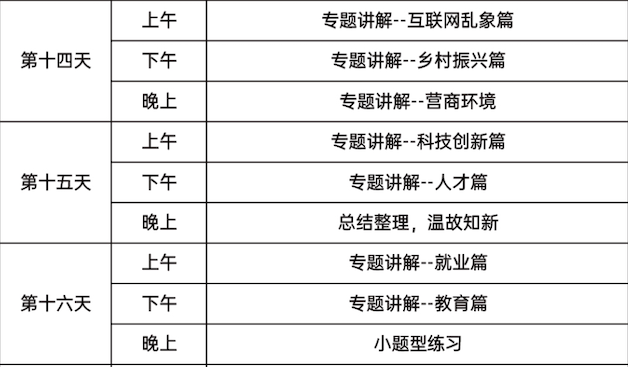 第十四天
上午
专题讲解--互联网乱象篇
下午
专题讲解--乡村振兴篇
晚上
专题讲解--营商环境
第十五天
上午
专题讲解--科技创新篇
下午
专题讲解--人才篇
晚上
总结整理，温故知新
第十六天
上午
专题讲解--就业篇
下午
专题讲解--教育篇
晚上
小题型练习